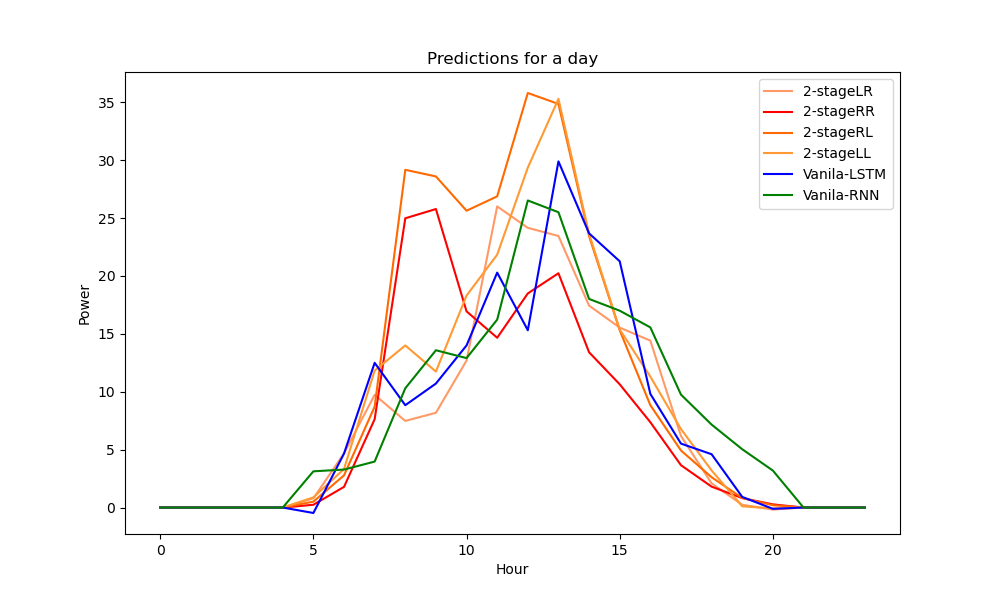 Predictions for a day
2-stageLR
2-stageRR
2-stageRL
2-stageLL
Vanila-LSTM
Vanila-RNN
35
30
25
20
15
10
5
0
Power
0 5 10 15 20
Hour